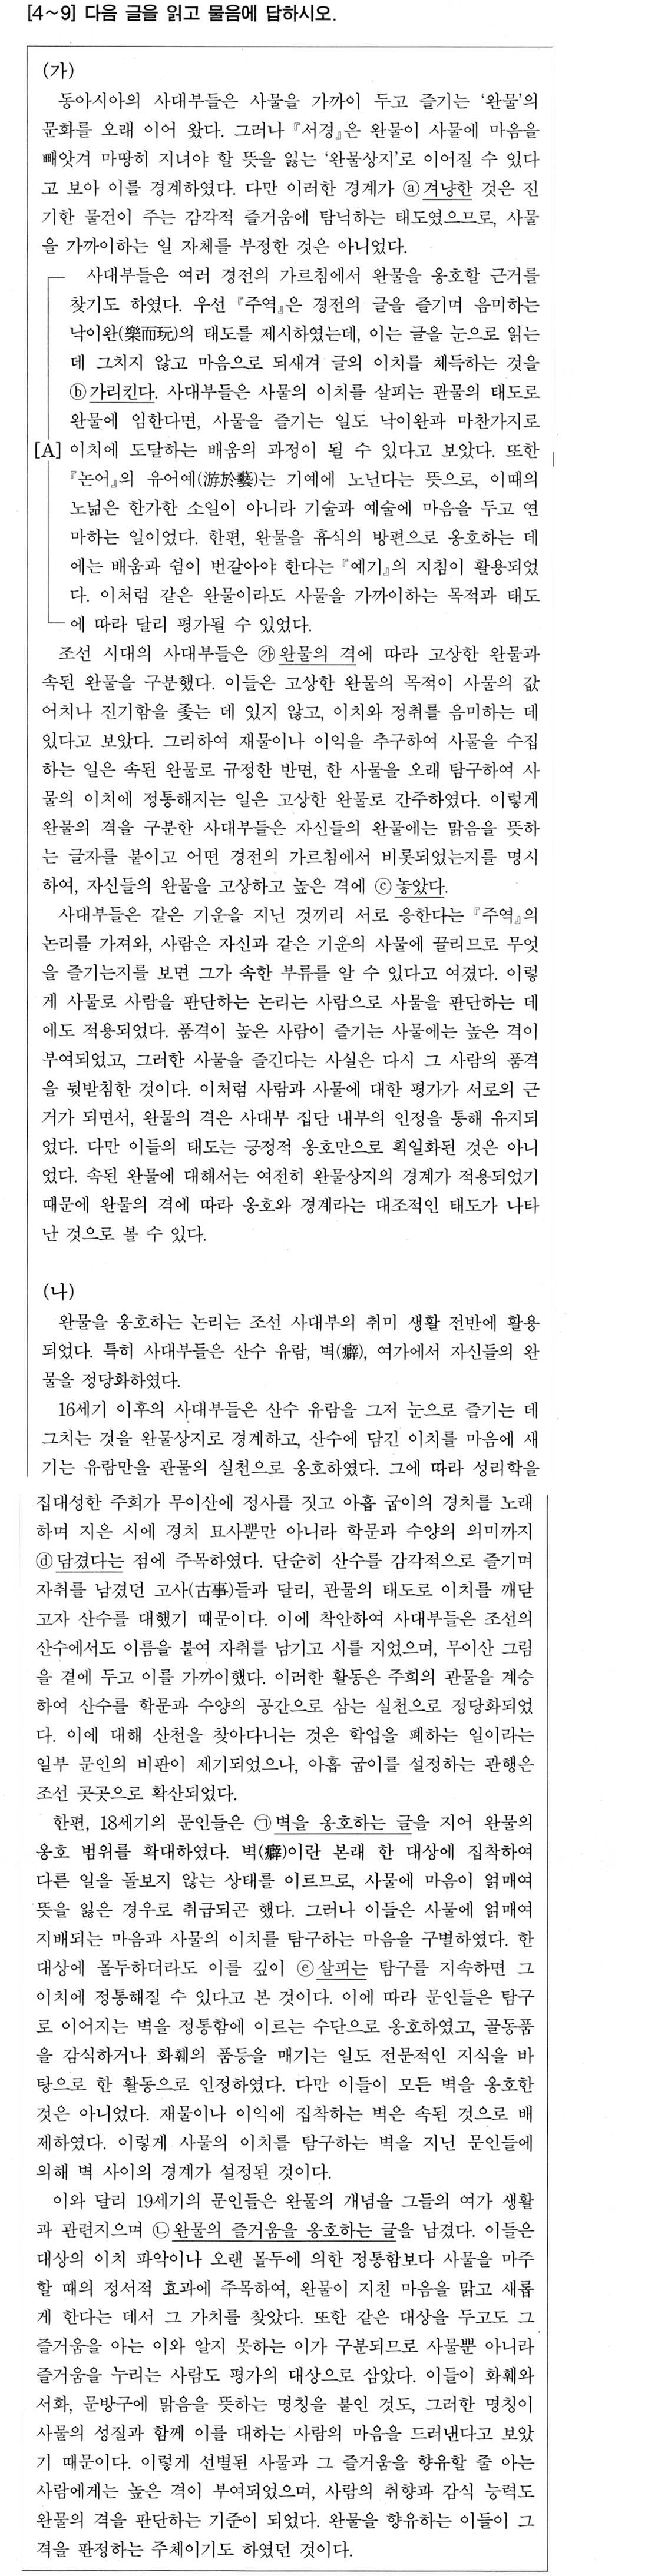 [4~9] 다음 글을 읽고 물음에 답하시오.
(가)
동아시아의 사대부들은 사물을 가까이 두고 즐기는 ‘완물’의
문화를 오래 이어 왔다. 그러나 『서경』은 완물이 사물에 마음을
빼앗겨 마땅히 지녀야 할 뜻을 잃는 ‘완물상지’로 이어질 수 있다
고 보아 이를 경계하였다. 다만 이러한 경계가 ⓐ겨냥한 것은 진
기한 물건이 주는 감각적 즐거움에 탐닉하는 태도였으므로, 사물
을 가까이하는 일 자체를 부정한 것은 아니었다.
사대부들은 여러 경전의 가르침에서 완물을 옹호할 근거를
찾기도 하였다. 우선 『주역』은 경전의 글을 즐기며 음미하는
낙이완(樂而玩)의 태도를 제시하였는데, 이는 글을 눈으로 읽는
데 그치지 않고 마음으로 되새겨 글의 이치를 체득하는 것을
ⓑ가리킨다. 사대부들은 사물의 이치를 살피는 관물의 태도로
완물에 임한다면, 사물을 즐기는 일도 낙이완과 마찬가지로
[A] 이치에 도달하는 배움의 과정이 될 수 있다고 보았다. 또한
『논어』의 유어예(游於藝)는 기예에 노닌다는 뜻으로, 이때의
노닒은 한가한 소일이 아니라 기술과 예술에 마음을 두고 연
마하는 일이었다. 한편, 완물을 휴식의 방편으로 옹호하는 데
에는 배움과 쉼이 번갈아야 한다는 『예기』의 지침이 활용되었
다. 이처럼 같은 완물이라도 사물을 가까이하는 목적과 태도
에 따라 달리 평가될 수 있었다.
조선 시대의 사대부들은 ㉮완물의 격에 따라 고상한 완물과
속된 완물을 구분했다. 이들은 고상한 완물의 목적이 사물의 값
어치나 진기함을 좇는 데 있지 않고, 이치와 정취를 음미하는 데
있다고 보았다. 그리하여 재물이나 이익을 추구하여 사물을 수집
하는 일은 속된 완물로 규정한 반면, 한 사물을 오래 탐구하여 사
물의 이치에 정통해지는 일은 고상한 완물로 간주하였다. 이렇게
완물의 격을 구분한 사대부들은 자신들의 완물에는 맑음을 뜻하
는 글자를 붙이고 어떤 경전의 가르침에서 비롯되었는지를 명시
하여, 자신들의 완물을 고상하고 높은 격에 ⓒ놓았다.
사대부들은 같은 기운을 지닌 것끼리 서로 응한다는 『주역』의
논리를 가져와, 사람은 자신과 같은 기운의 사물에 끌리므로 무엇
을 즐기는지를 보면 그가 속한 부류를 알 수 있다고 여겼다. 이렇
게 사물로 사람을 판단하는 논리는 사람으로 사물을 판단하는 데
에도 적용되었다. 품격이 높은 사람이 즐기는 사물에는 높은 격이
부여되었고, 그러한 사물을 즐긴다는 사실은 다시 그 사람의 품격
을 뒷받침한 것이다. 이처럼 사람과 사물에 대한 평가가 서로의 근
거가 되면서, 완물의 격은 사대부 집단 내부의 인정을 통해 유지되
었다. 다만 이들의 태도는 긍정적 옹호만으로 획일화된 것은 아니
었다. 속된 완물에 대해서는 여전히 완물상지의 경계가 적용되었기
때문에 완물의 격에 따라 옹호와 경계라는 대조적인 태도가 나타
난 것으로 볼 수 있다.
(나)
완물을 옹호하는 논리는 조선 사대부의 취미 생활 전반에 활용
되었다. 특히 사대부들은 산수 유람, 벽(癖), 여가에서 자신들의 완
물을 정당화하였다.
16세기 이후의 사대부들은 산수 유람을 그저 눈으로 즐기는 데
그치는 것을 완물상지로 경계하고, 산수에 담긴 이치를 마음에 새
기는 유람만을 관물의 실천으로 옹호하였다. 그에 따라 성리학을
집대성한 주희가 무이산에 정사를 짓고 아홉 굽이의 경치를 노래
하며 지은 시에 경치 묘사뿐만 아니라 학문과 수양의 의미까지
ⓓ담겼다는 점에 주목하였다. 단순히 산수를 감각적으로 즐기며
자취를 남겼던 고사(古事)들과 달리, 관물의 태도로 이치를 깨닫
고자 산수를 대했기 때문이다. 이에 착안하여 사대부들은 조선의
산수에서도 이름을 붙여 자취를 남기고 시를 지었으며, 무이산 그림
을 곁에 두고 이를 가까이했다. 이러한 활동은 주희의 관물을 계승
하여 산수를 학문과 수양의 공간으로 삼는 실천으로 정당화되었
다. 이에 대해 산천을 찾아다니는 것은 학업을 폐하는 일이라는
일부 문인의 비판이 제기되었으나, 아홉 굽이를 설정하는 관행은
조선 곳곳으로 확산되었다.
한편, 18세기의 문인들은 ㉠벽을 옹호하는 글을 지어 완물의
옹호 범위를 확대하였다. 벽(癖)이란 본래 한 대상에 집착하여
다른 일을 돌보지 않는 상태를 이르므로, 사물에 마음이 얽매여
뜻을 잃은 경우로 취급되곤 했다. 그러나 이들은 사물에 얽매여
지배되는 마음과 사물의 이치를 탐구하는 마음을 구별하였다. 한
대상에 몰두하더라도 이를 깊이 ⓔ살피는 탐구를 지속하면 그
이치에 정통해질 수 있다고 본 것이다. 이에 따라 문인들은 탐구
로 이어지는 벽을 정통함에 이르는 수단으로 옹호하였고, 골동품
을 감식하거나 화훼의 품등을 매기는 일도 전문적인 지식을 바
탕으로 한 활동으로 인정하였다. 다만 이들이 모든 벽을 옹호한
것은 아니었다. 재물이나 이익에 집착하는 벽은 속된 것으로 배
제하였다. 이렇게 사물의 이치를 탐구하는 벽을 지닌 문인들에
의해 벽 사이의 경계가 설정된 것이다.
이와 달리 19세기의 문인들은 완물의 개념을 그들의 여가 생활
과 관련지으며 ㉡완물의 즐거움을 옹호하는 글을 남겼다. 이들은
대상의 이치 파악이나 오랜 몰두에 의한 정통함보다 사물을 마주
할 때의 정서적 효과에 주목하여, 완물이 지친 마음을 맑고 새롭
게 한다는 데서 그 가치를 찾았다. 또한 같은 대상을 두고도 그
즐거움을 아는 이와 알지 못하는 이가 구분되므로 사물뿐 아니라
즐거움을 누리는 사람도 평가의 대상으로 삼았다. 이들이 화훼와
서화, 문방구에 맑음을 뜻하는 명칭을 붙인 것도, 그러한 명칭이
사물의 성질과 함께 이를 대하는 사람의 마음을 드러낸다고 보았
기 때문이다. 이렇게 선별된 사물과 그 즐거움을 향유할 줄 아는
사람에게는 높은 격이 부여되었으며, 사람의 취향과 감식 능력도
완물의 격을 판단하는 기준이 되었다. 완물을 향유하는 이들이 그
격을 판정하는 주체이기도 하였던 것이다.